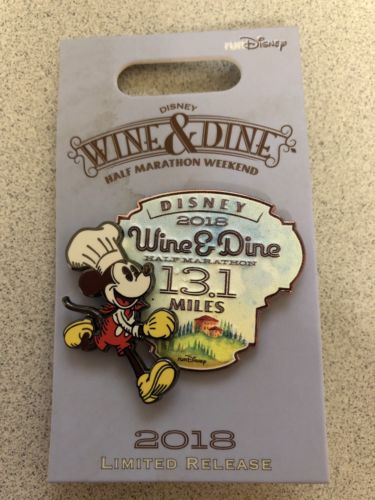 runDisney
DISNEY
WINE & DINE
HALF MARATHON WEEKEND
DISNEY
2018
Wine & Dine
HALF MARATHON
13.1
MILES
runDisney
2018
LIMITED RELEASE